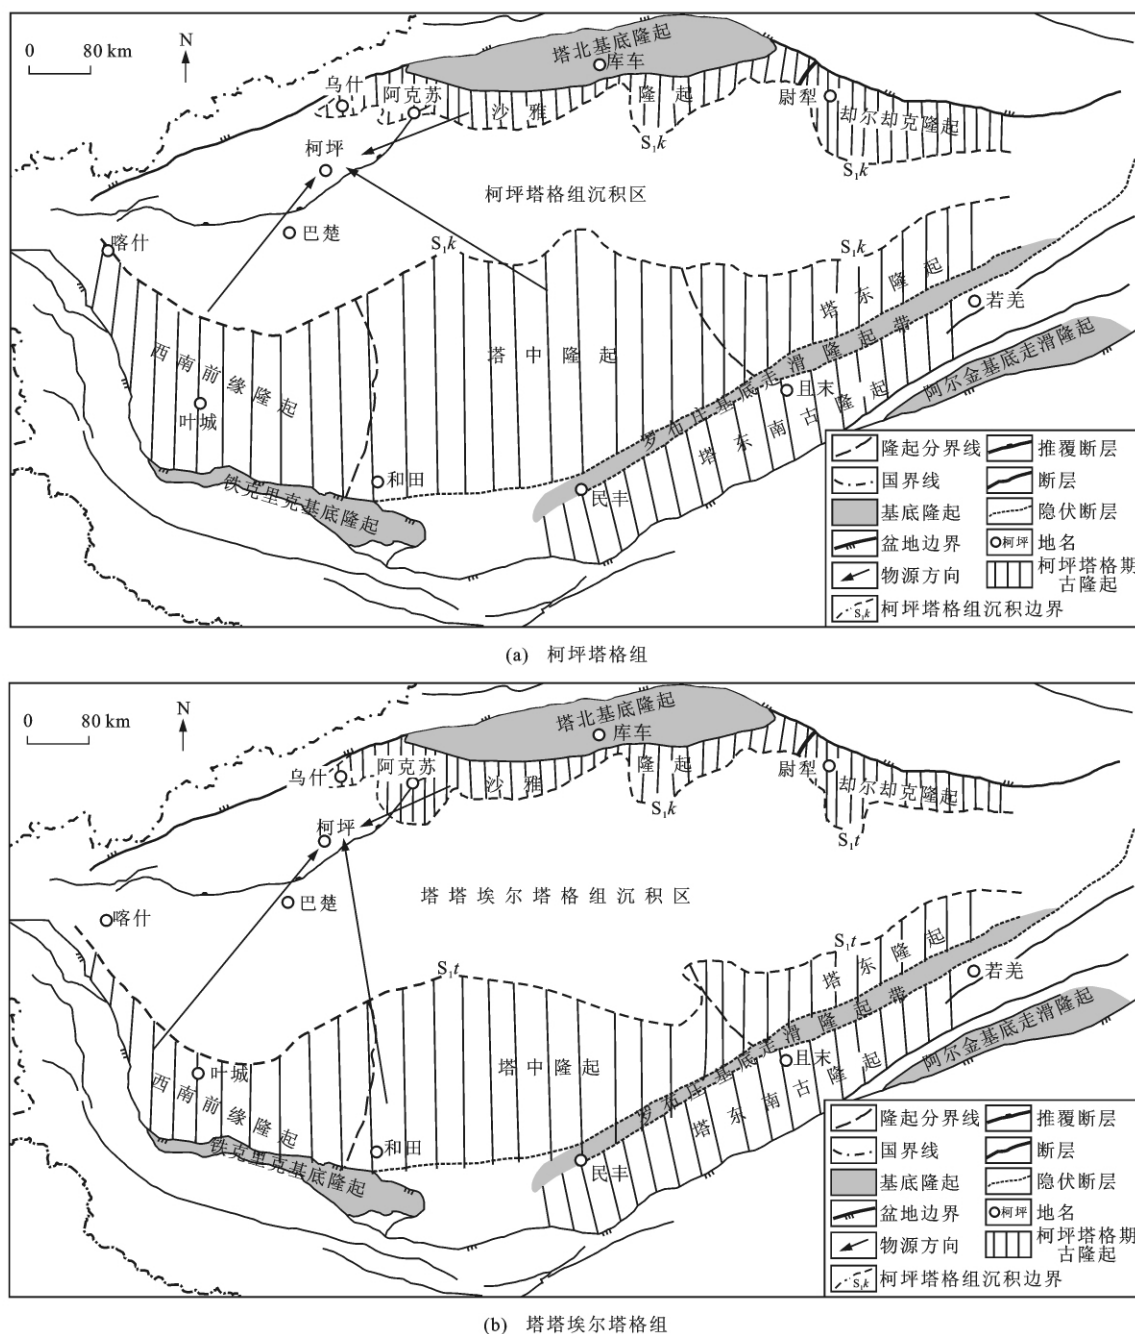 0 80 km
N
塔北基底隆起
库车
乌什
阿克苏
沙雅
隆起
尉犁
却尔却克隆起
S₁k
S₁k
柯坪
柯坪塔格组沉积区
巴楚
喀什
S₁k
S₁k
塔东隆起
若羌
西南前缘隆起
塔中隆起
罗布庄基底走滑隆起带
且末
阿尔金基底走滑隆起
叶城
塔东南古隆起
和田
铁克里克基底隆起
民丰
隆起分界线
推覆断层
国界线
断层
基底隆起
隐伏断层
盆地边界
柯坪 地名
物源方向
柯坪塔格期
古隆起
S₁k 柯坪塔格组沉积边界
(a) 柯坪塔格组
0 80 km
N
塔北基底隆起
库车
乌什
阿克苏
沙雅
隆起
尉犁
却尔却克隆起
S₁k
S₁t
柯坪
塔塔埃尔塔格组沉积区
巴楚
喀什
S₁t
S₁t
塔东隆起
若羌
叶城
西南前缘隆起
塔中隆起
罗布庄基底走滑隆起带
且末
阿尔金基底走滑隆起
塔东南古隆起
和田
铁克里克基底隆起
民丰
隆起分界线
推覆断层
国界线
断层
基底隆起
隐伏断层
盆地边界
柯坪 地名
物源方向
柯坪塔格期
古隆起
S₁k 柯坪塔格组沉积边界
(b) 塔塔埃尔塔格组